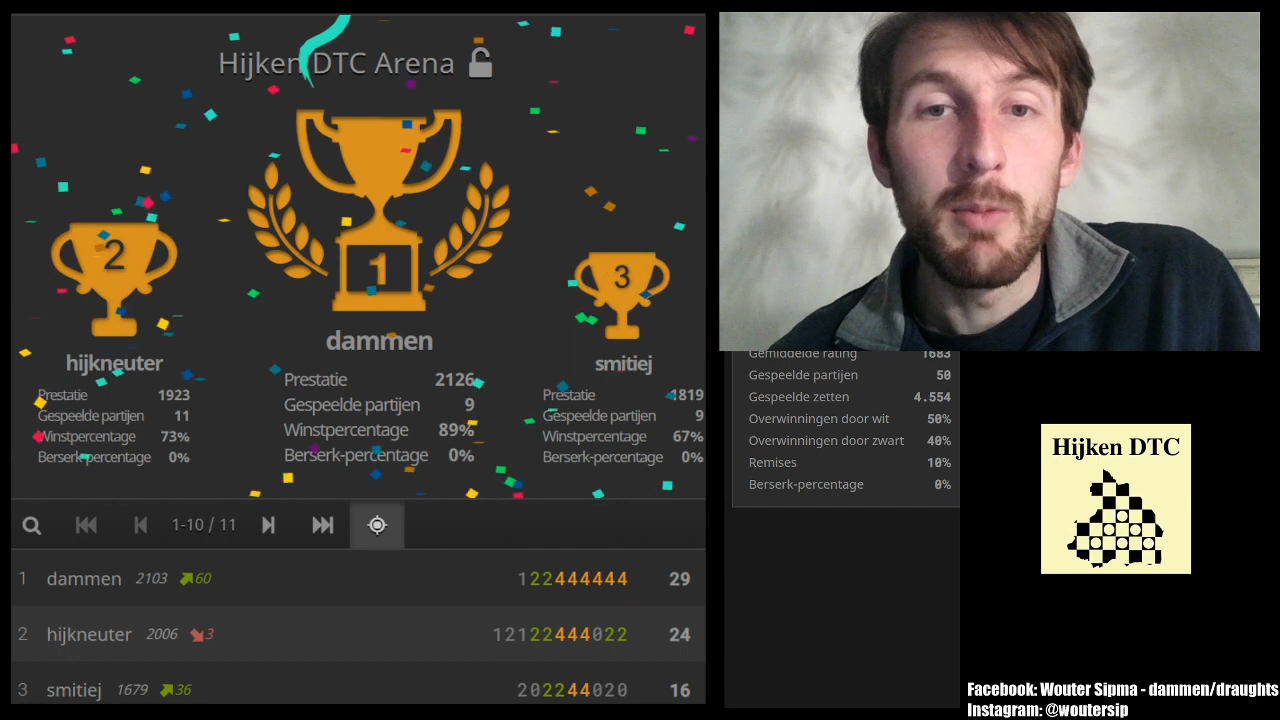 Hijken DTC Arena
2
1
3
hijkneuter
dammen
smitiej
Prestatie 1923
Gespeelde partijen 11
Winstpercentage 73%
Berserk-percentage 0%
Prestatie 2126
Gespeelde partijen 9
Winstpercentage 89%
Berserk-percentage 0%
Prestatie 1819
Gespeelde partijen 9
Winstpercentage 67%
Berserk-percentage 0%
1-10 / 11
1 dammen 2103 60 122444444 29
2 hijkneuter 2006 3 12122444022 24
3 smitiej 1679 36 202244020 16
Gemiddelde rating 1683
Gespeelde partijen 50
Gespeelde zetten 4.554
Overwinningen door wit 50%
Overwinningen door zwart 40%
Remises 10%
Berserk-percentage 0%
Hijken DTC
Facebook: Wouter Sipma - dammen/draughts
Instagram: @woutersip